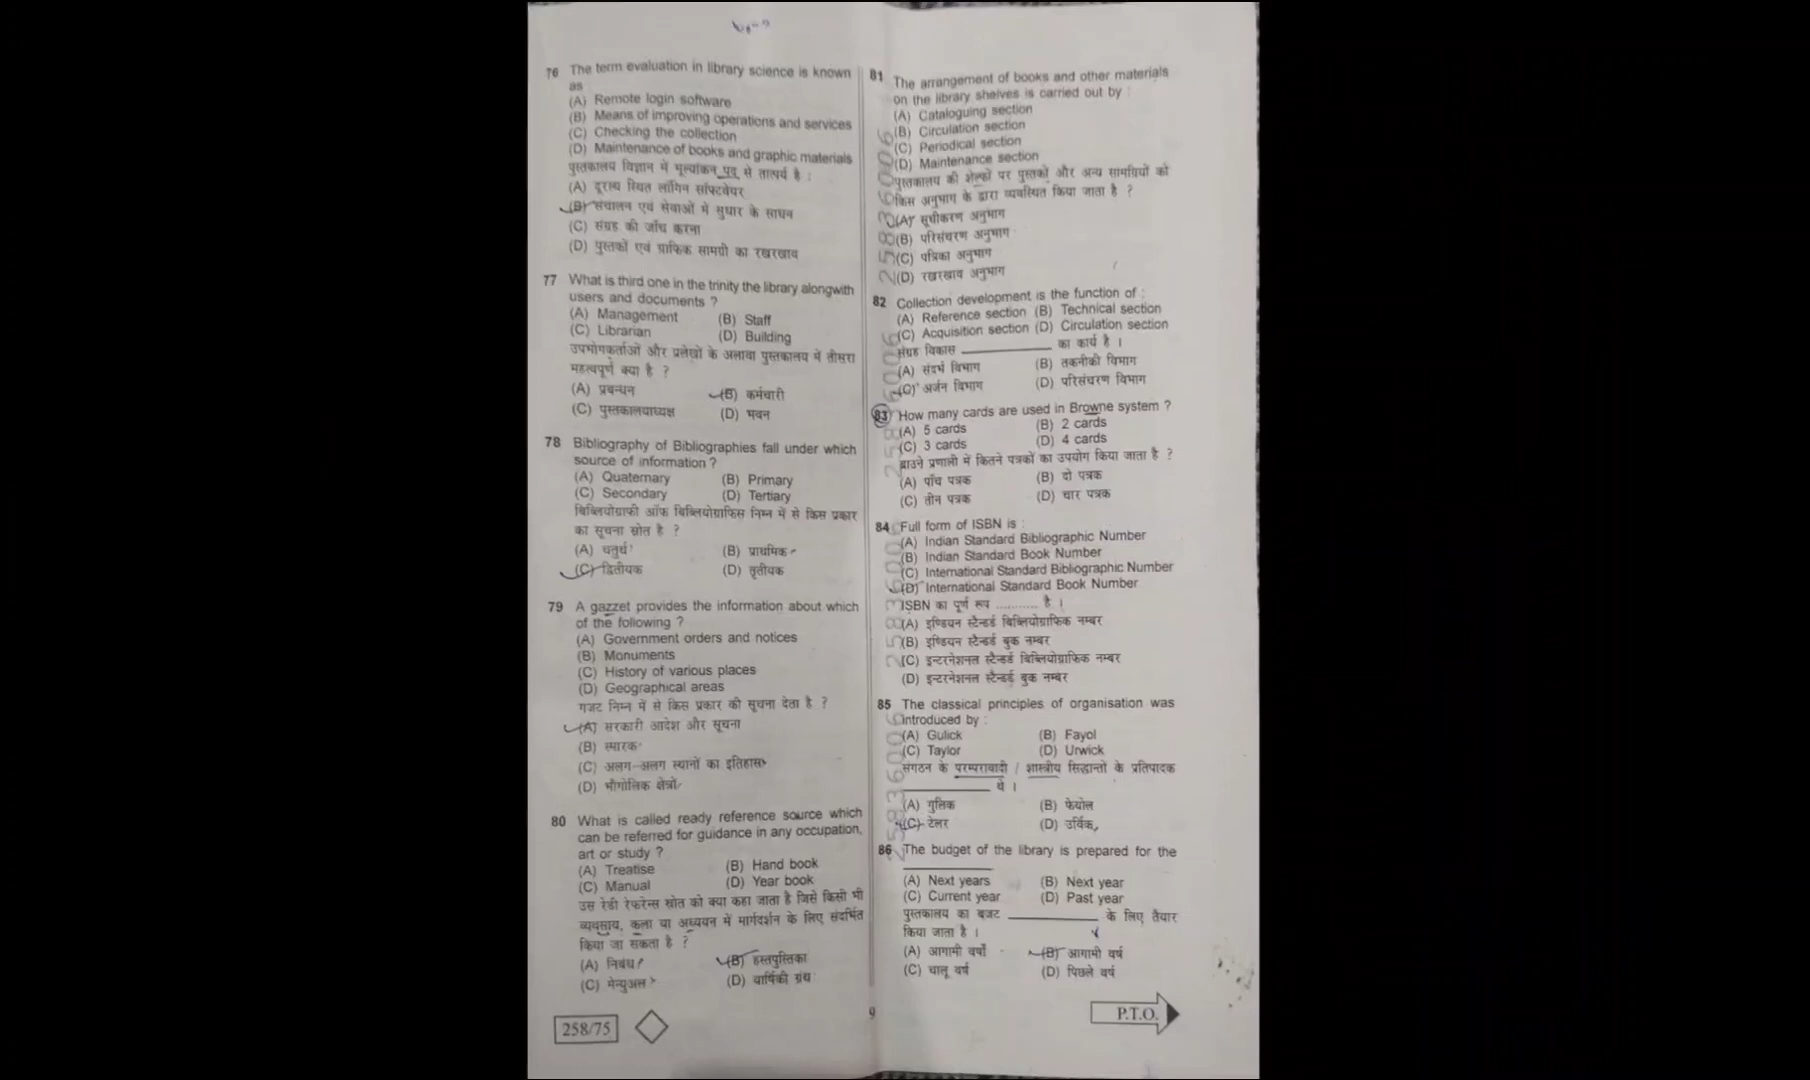 76 The term evaluation in library science is known
as
(A) Remote login software
(B) Means of improving operations and services
(C) Checking the collection
(D) Maintenance of books and graphic materials
पुस्तकालय विज्ञान में मूल्यांकन पद से तात्पर्य है :
(A) दूरस्थ स्थित लॉगिन सॉफ्टवेयर
(B) संचालन एवं सेवाओं में सुधार के साधन
(C) संग्रह की जाँच करना
(D) पुस्तकों एवं ग्राफिक सामग्री का रखरखाव
77 What is third one in the trinity the library alongwith
users and documents ?
(A) Management (B) Staff
(C) Librarian (D) Building
उपभोगकर्ताओं और प्रलेखों के अलावा पुस्तकालय में तीसरा
महत्वपूर्ण क्या है ?
(A) प्रबन्धन (B) कर्मचारी
(C) पुस्तकालयाध्यक्ष (D) भवन
78 Bibliography of Bibliographies fall under which
source of information ?
(A) Quaternary (B) Primary
(C) Secondary (D) Tertiary
बिब्लियोग्राफी ऑफ बिब्लियोग्राफिस निम्न में से किस प्रकार
का सूचना स्रोत है ?
(A) चतुर्थ (B) प्राथमिक
(C) द्वितीयक (D) तृतीयक
79 A gazzet provides the information about which
of the following ?
(A) Government orders and notices
(B) Monuments
(C) History of various places
(D) Geographical areas
गजट निम्न में से किस प्रकार की सूचना देता है ?
(A) सरकारी आदेश और सूचना
(B) स्मारक
(C) अलग-अलग स्थानों का इतिहास
(D) भौगोलिक क्षेत्रों
80 What is called ready reference source which
can be referred for guidance in any occupation,
art or study ?
(A) Treatise (B) Hand book
(C) Manual (D) Year book
उस रेडी रेफरेन्स स्रोत को क्या कहा जाता है जिसे किसी भी
व्यवसाय, कला या अध्ययन में मार्गदर्शन के लिए संदर्भित
किया जा सकता है ?
(A) निबंध (B) हस्तपुस्तिका
(C) मेन्युअल (D) वार्षिकी ग्रंथ
258/75
81 The arrangement of books and other materials
on the library shelves is carried out by :
(A) Cataloguing section
(B) Circulation section
(C) Periodical section
(D) Maintenance section
पुस्तकालय की शेल्फों पर पुस्तकों और अन्य सामग्रियों को
किस अनुभाग के द्वारा व्यवस्थित किया जाता है ?
(A) सूचीकरण अनुभाग
(B) परिसंचरण अनुभाग
(C) पत्रिका अनुभाग
(D) रखरखाव अनुभाग
82 Collection development is the function of :
(A) Reference section (B) Technical section
(C) Acquisition section (D) Circulation section
संग्रह विकास __________ का कार्य है ।
(A) संदर्भ विभाग (B) तकनीकी विभाग
(C) अर्जन विभाग (D) परिसंचरण विभाग
83 How many cards are used in Browne system ?
(A) 5 cards (B) 2 cards
(C) 3 cards (D) 4 cards
ब्राउने प्रणाली में कितने पत्रकों का उपयोग किया जाता है ?
(A) पाँच पत्रक (B) दो पत्रक
(C) तीन पत्रक (D) चार पत्रक
84 Full form of ISBN is :
(A) Indian Standard Bibliographic Number
(B) Indian Standard Book Number
(C) International Standard Bibliographic Number
(D) International Standard Book Number
ISBN का पूर्ण रूप ........... है ।
(A) इण्डियन स्टैन्डर्ड बिब्लियोग्राफिक नम्बर
(B) इण्डियन स्टैन्डर्ड बुक नम्बर
(C) इन्टरनेशनल स्टैन्डर्ड बिब्लियोग्राफिक नम्बर
(D) इन्टरनेशनल स्टैन्डर्ड बुक नम्बर
85 The classical principles of organisation was
introduced by :
(A) Gulick (B) Fayol
(C) Taylor (D) Urwick
संगठन के परम्परावादी / शास्त्रीय सिद्धान्तों के प्रतिपादक
__________ थे ।
(A) गुलिक (B) फेयोल
(C) टेलर (D) उर्विक
86 The budget of the library is prepared for the
__________
(A) Next years (B) Next year
(C) Current year (D) Past year
पुस्तकालय का बजट __________ के लिए तैयार
किया जाता है ।
(A) आगामी वर्षों (B) आगामी वर्ष
(C) चालू वर्ष (D) पिछले वर्ष
9
P.T.O.